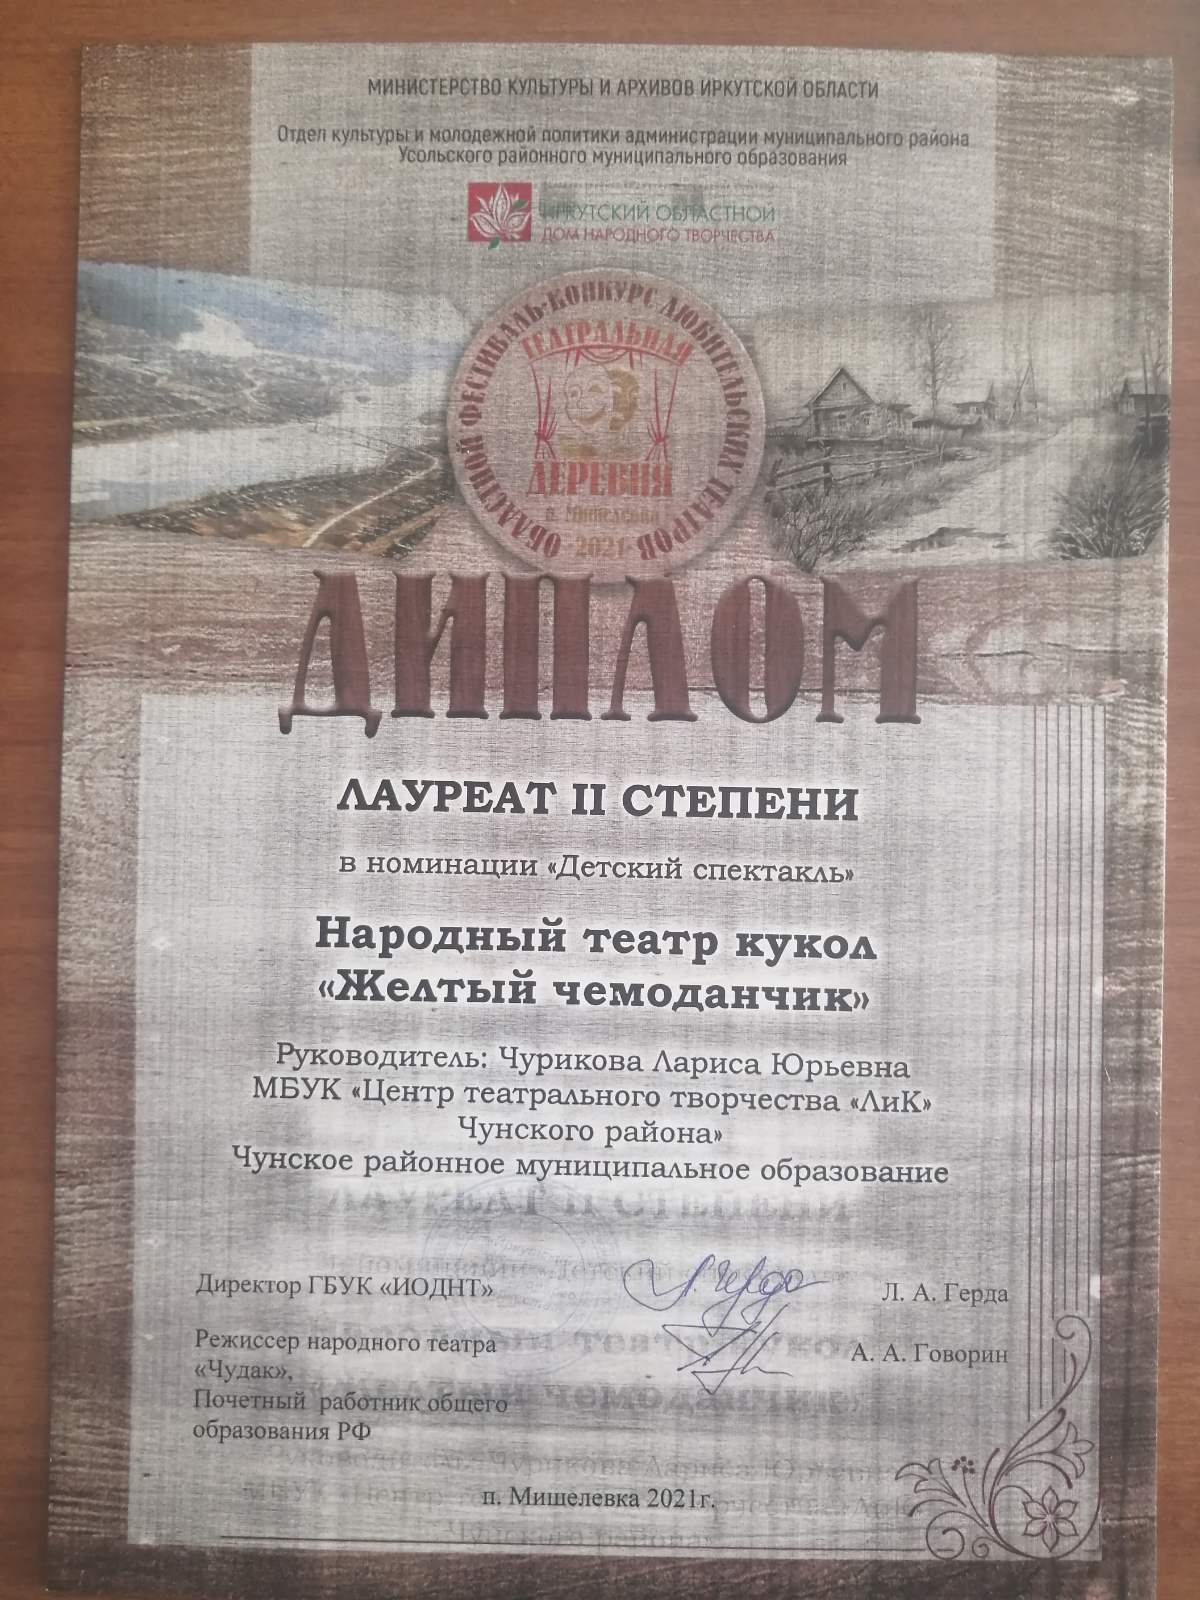 МИНИСТЕРСТВО КУЛЬТУРЫ И АРХИВОВ ИРКУТСКОЙ ОБЛАСТИ
Отдел культуры и молодежной политики администрации муниципального района
Усольского районного муниципального образования
ИРКУТСКИЙ ОБЛАСТНОЙ
ДОМ НАРОДНОГО ТВОРЧЕСТВА
ОБЛАСТНОЙ ФЕСТИВАЛЬ-КОНКУРС ЛЮБИТЕЛЬСКИХ ТЕАТРОВ
ТЕАТРАЛЬНАЯ
ДЕРЕВНЯ
п. Мишелевка
-2021-
ДИПЛОМ
ЛАУРЕАТ II СТЕПЕНИ
в номинации «Детский спектакль»
Народный театр кукол
«Желтый чемоданчик»
Руководитель: Чурикова Лариса Юрьевна
МБУК «Центр театрального творчества «ЛиК»
Чунского района»
Чунское районное муниципальное образование
Директор ГБУК «ИОДНТ» Л. А. Герда
Режиссер народного театра А. А. Говорин
«Чудак»,
Почетный работник общего
образования РФ
п. Мишелевка 2021г.